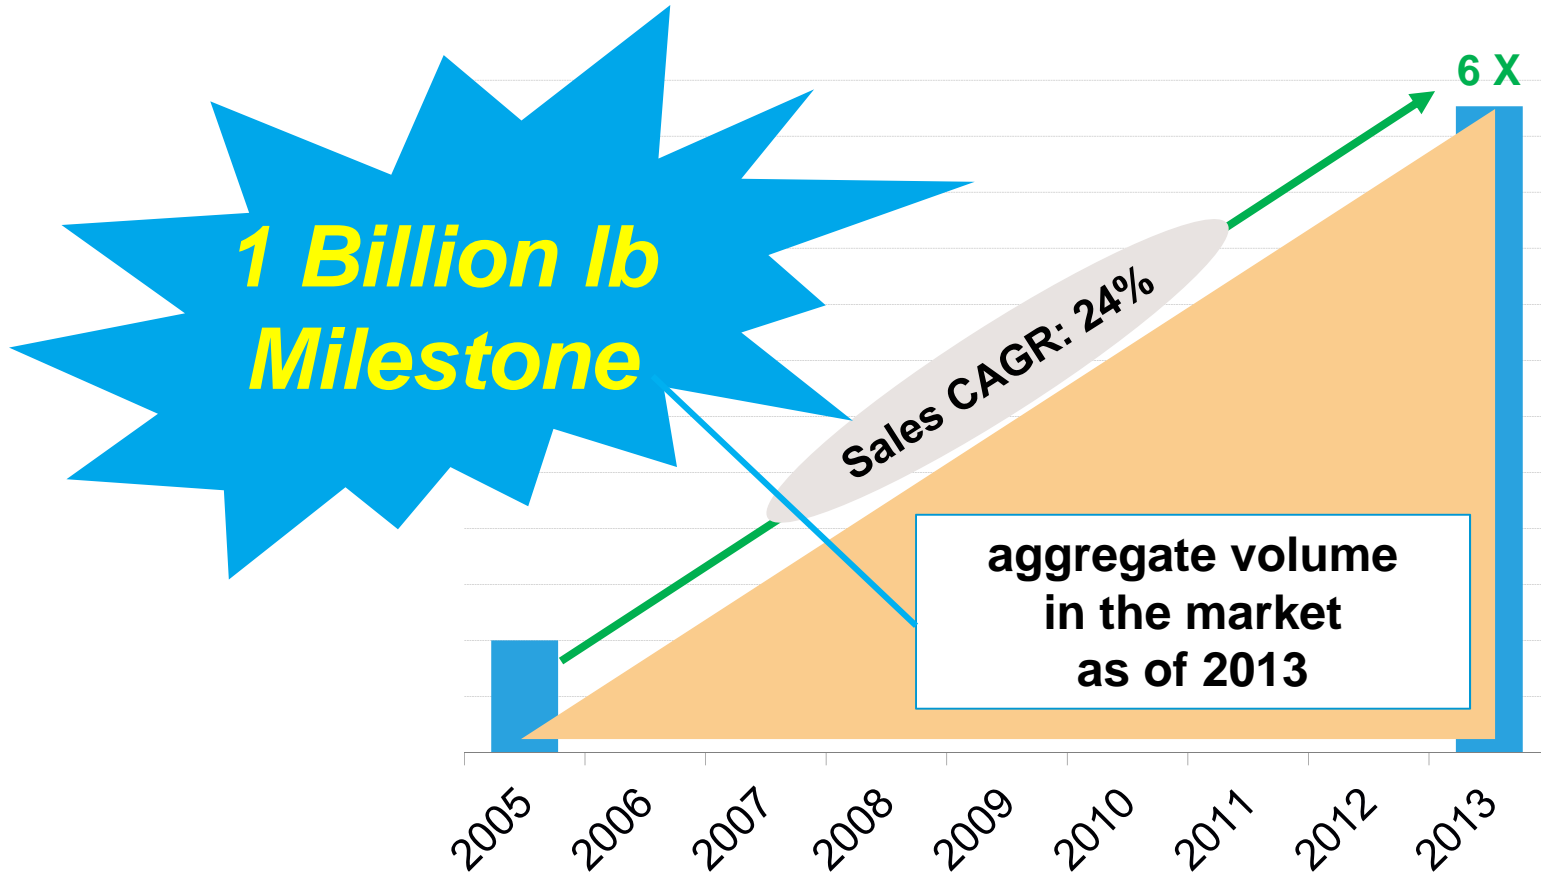 6 X
1 Billion lb
Milestone
Sales CAGR: 24%
aggregate volume
in the market
as of 2013
2005
2006
2007
2008
2009
2010
2011
2012
2013